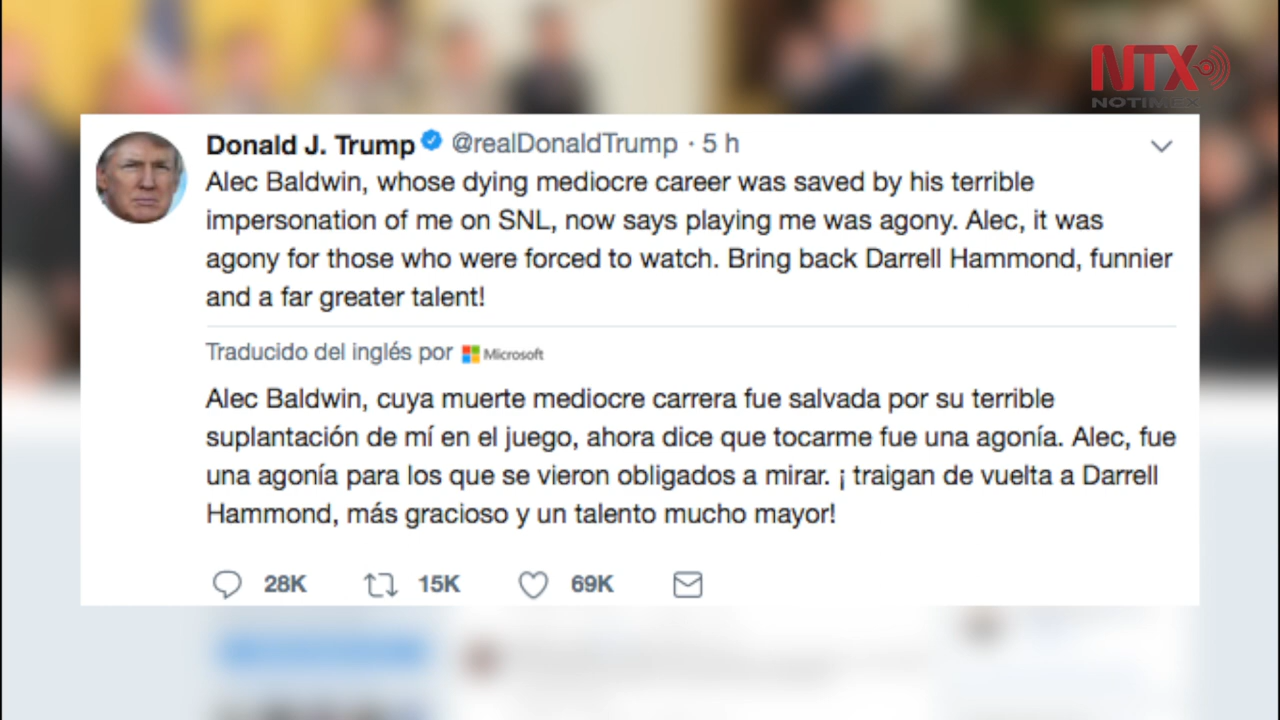 NTX
NOTIMEX
Donald J. Trump @realDonaldTrump · 5 h
Alec Baldwin, whose dying mediocre career was saved by his terrible
impersonation of me on SNL, now says playing me was agony. Alec, it was
agony for those who were forced to watch. Bring back Darrell Hammond, funnier
and a far greater talent!
Traducido del inglés por Microsoft
Alec Baldwin, cuya muerte mediocre carrera fue salvada por su terrible
suplantación de mí en el juego, ahora dice que tocarme fue una agonía. Alec, fue
una agonía para los que se vieron obligados a mirar. ¡ traigan de vuelta a Darrell
Hammond, más gracioso y un talento mucho mayor!
28K 15K 69K